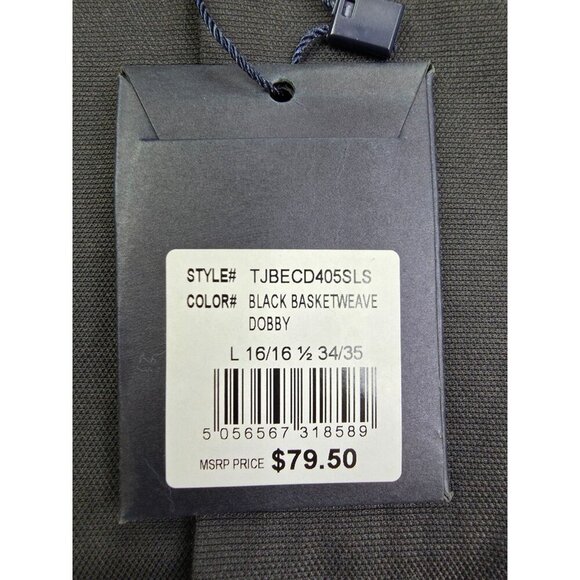 STYLE# TJBECD405SLS
COLOR# BLACK BASKETWEAVE
DOBBY
L 16/16 ½ 34/35
5 056567 318589
MSRP PRICE $79.50